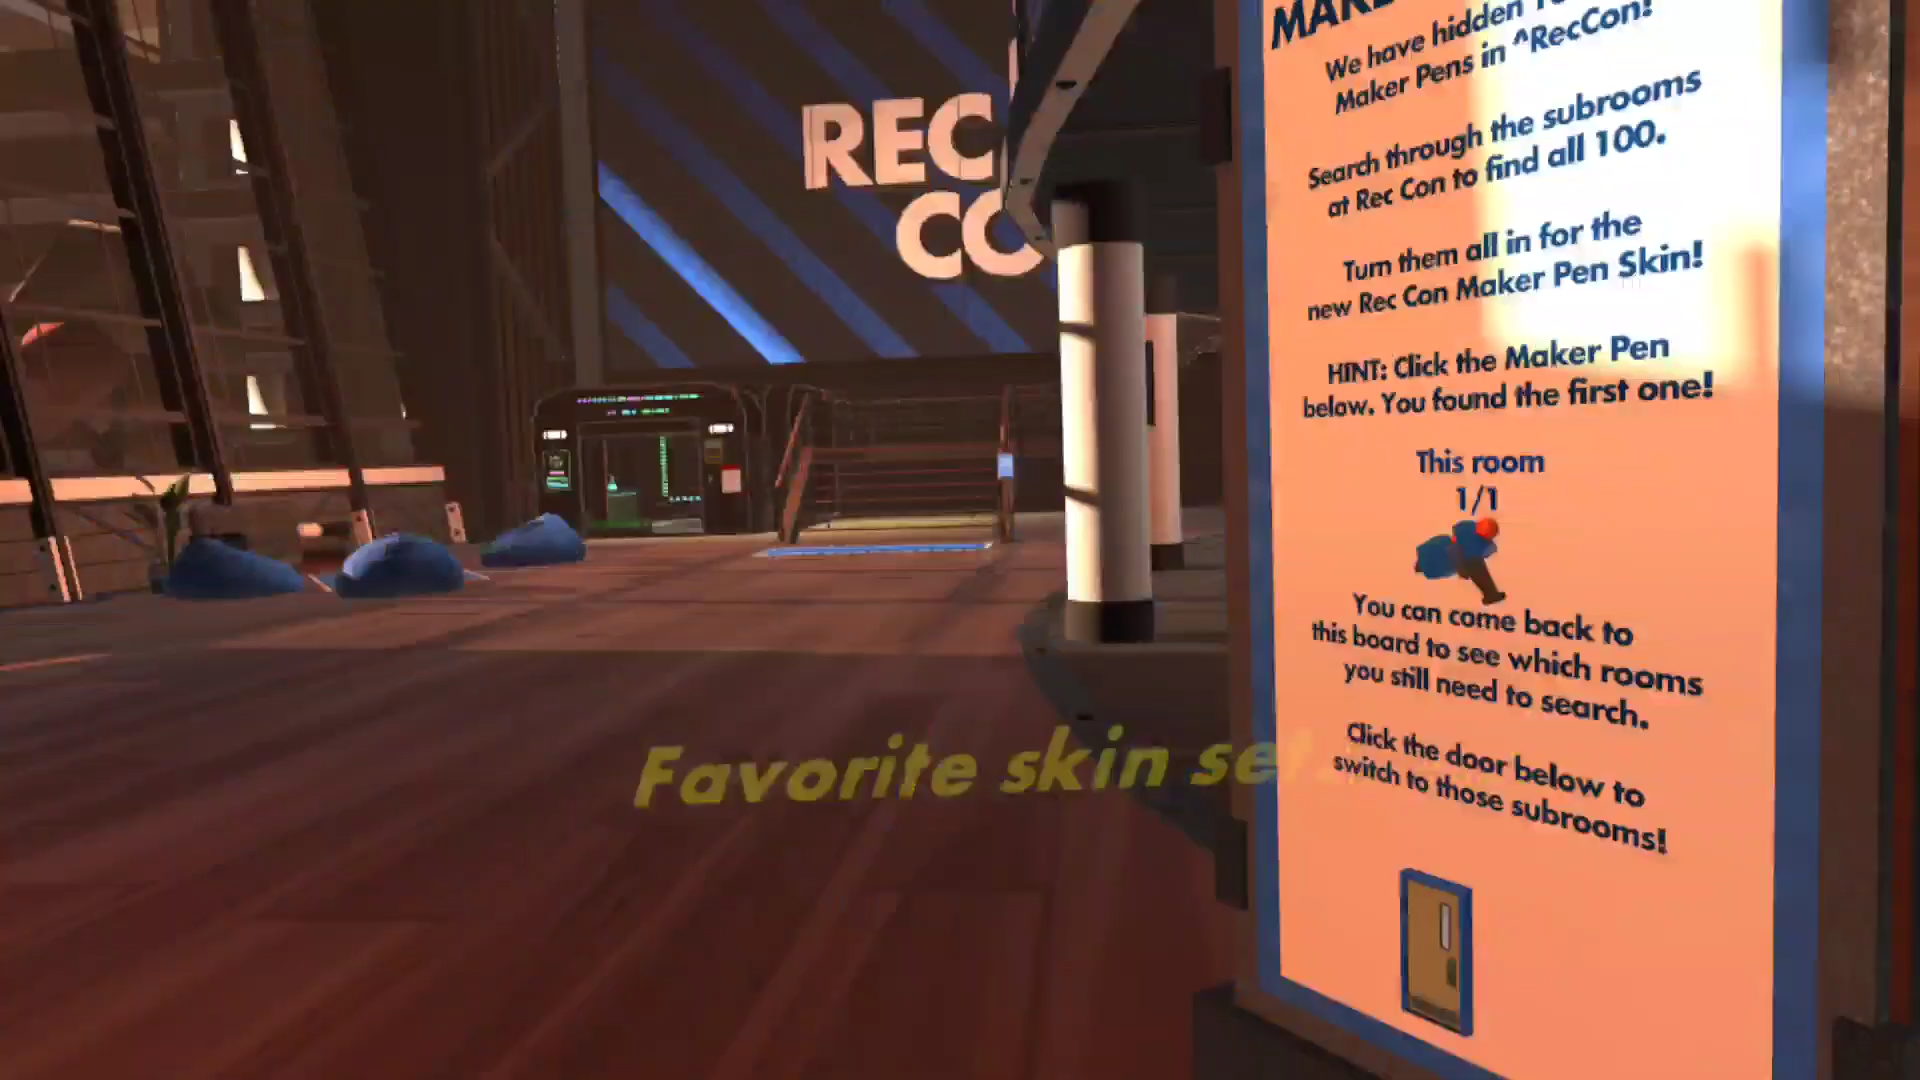 REC
We have hidden
Maker Pens in ^RecCon!
Search through the subrooms
at Rec Con to find all 100.
Turn them all in for the
new Rec Con Maker Pen Skin!
HINT: Click the Maker Pen
below. You found the first one!
This room
1/1
You can come back to
this board to see which rooms
you still need to search.
Click the door below to
switch to those subrooms!
Favorite skin set